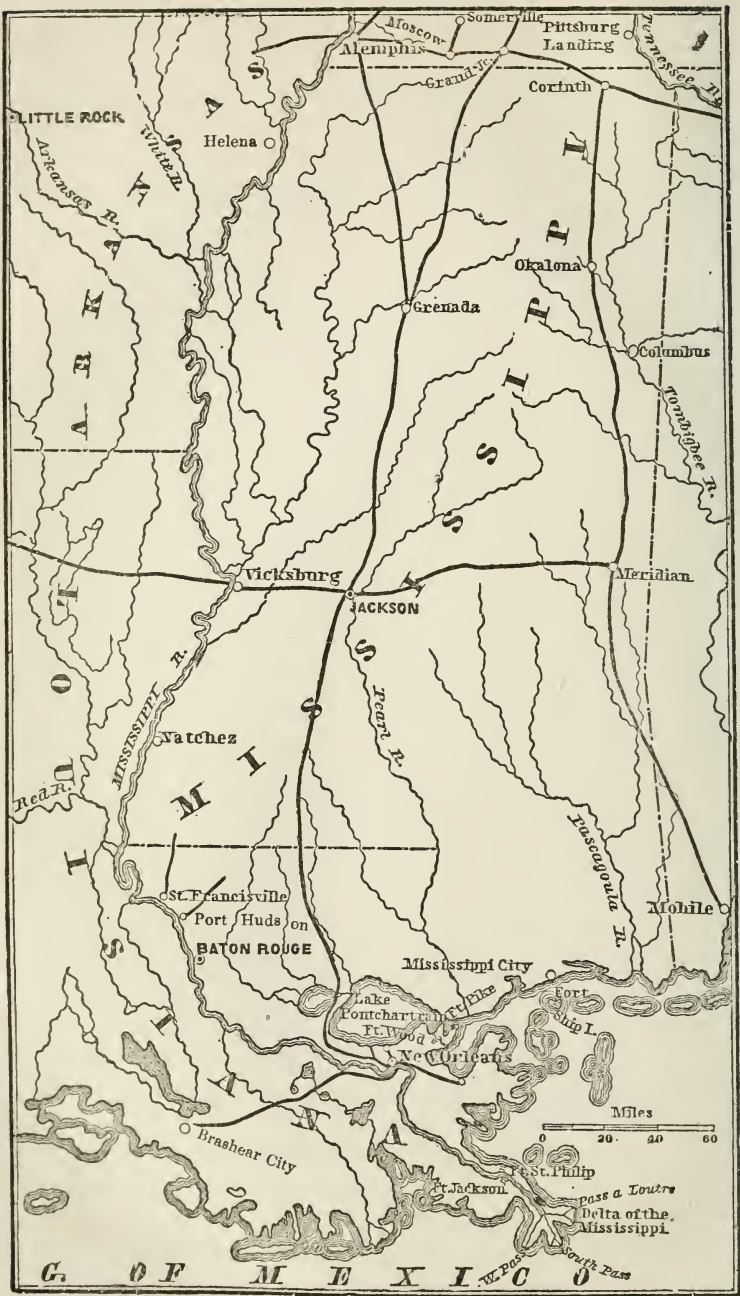 Moscow
Somerville
Pittsburg
Landing
Tennessee R.
Memphis
Grand Jc.
Corinth
LITTLE ROCK
White R.
Helena
Arkansas R.
ARKANSAS
Okalona
Grenada
Columbus
Tombigbee R.
MISSISSIPPI
Vicksburg
JACKSON
Meridian
MISSISSIPPI R.
Pearl R.
Natchez
Red R.
Pascagoula R.
LOUISIANA
St. Francisville
Port Hudson
Mobile
BATON ROUGE
Mississippi City
Lake
Pontchartrain
Ft. Pike
Fort
Ship I.
Ft. Wood
New Orleans
Miles
0 20. 40 60
Brashear City
Ft. St. Philip
Ft. Jackson
Pass a Loutre
Delta of the
Mississippi
W. Pass
South Pass
G. OF MEXICO